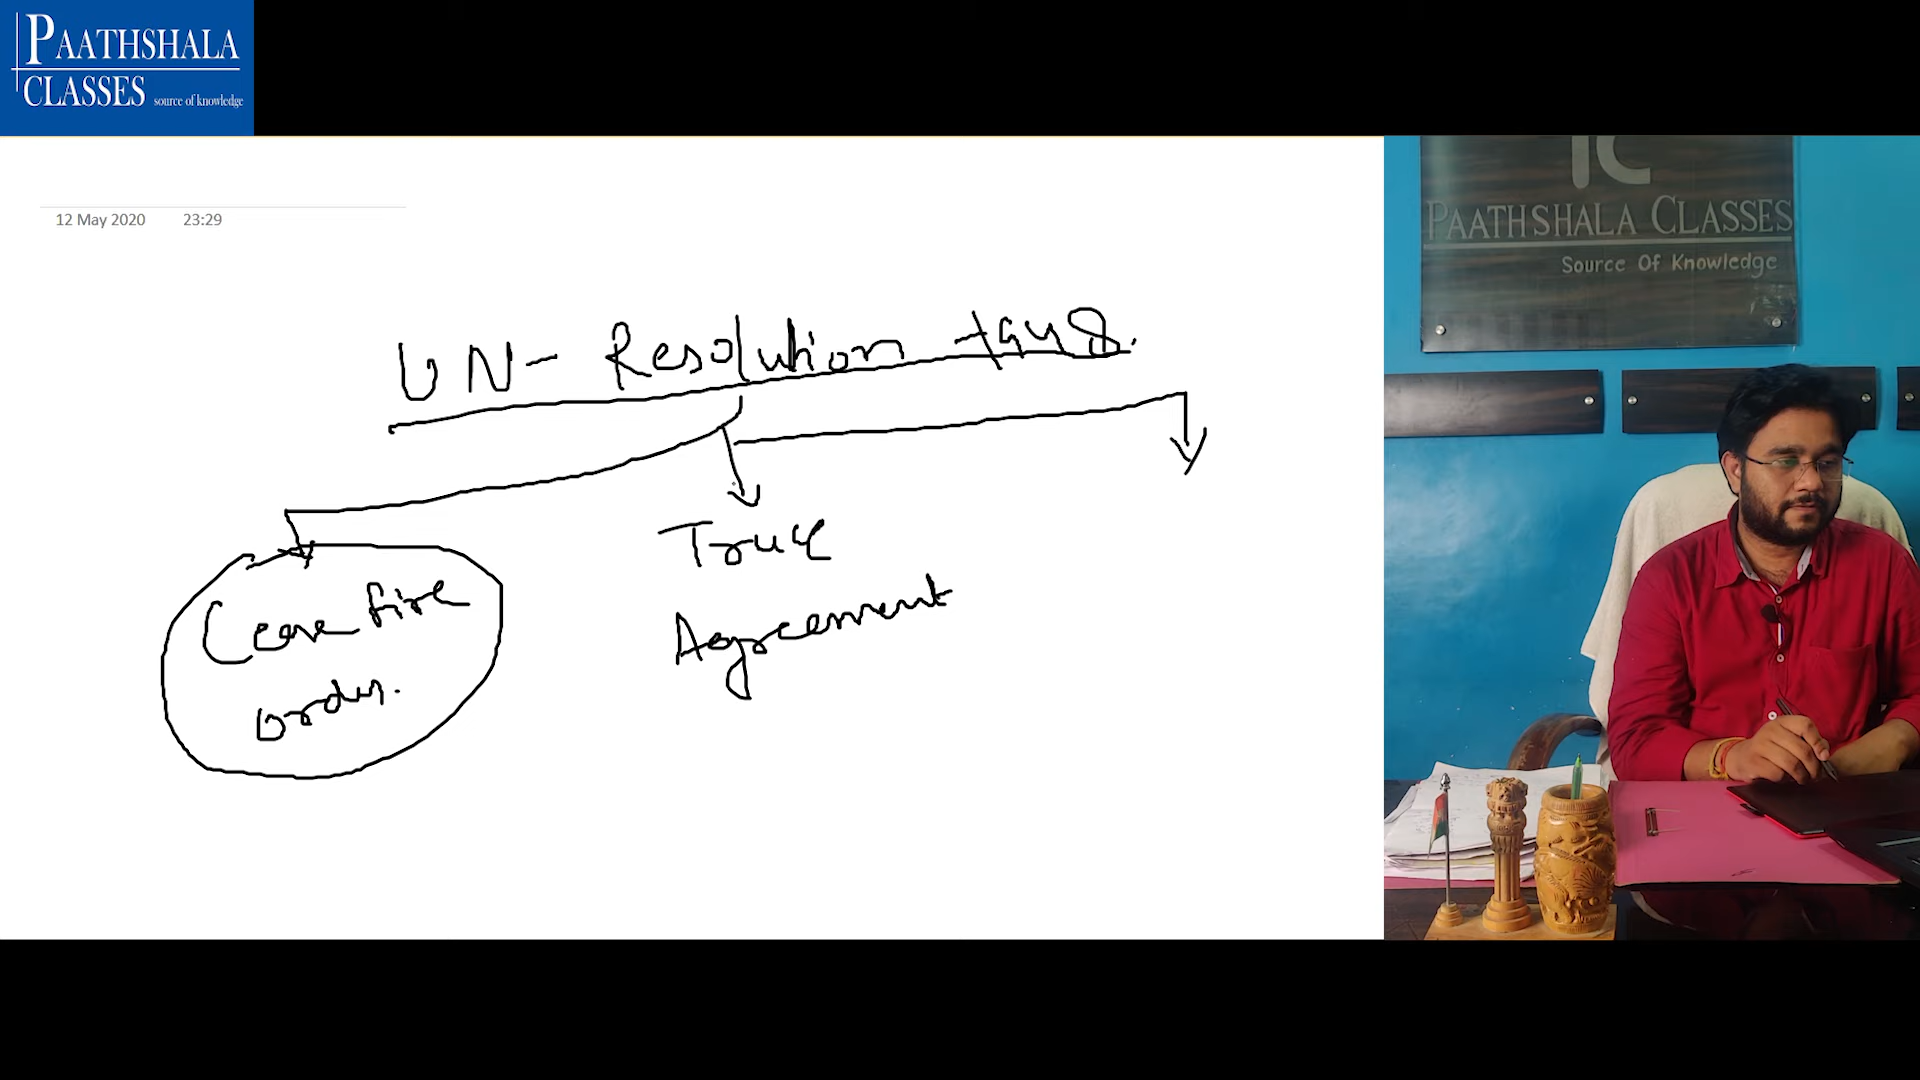 PAATHSHALA
CLASSES source of knowledge
PAATHSHALA CLASSES
Source Of Knowledge
12 May 2020 23:29
UN- Resolution 1948.
Cease fire
order.
Truce
Agreement